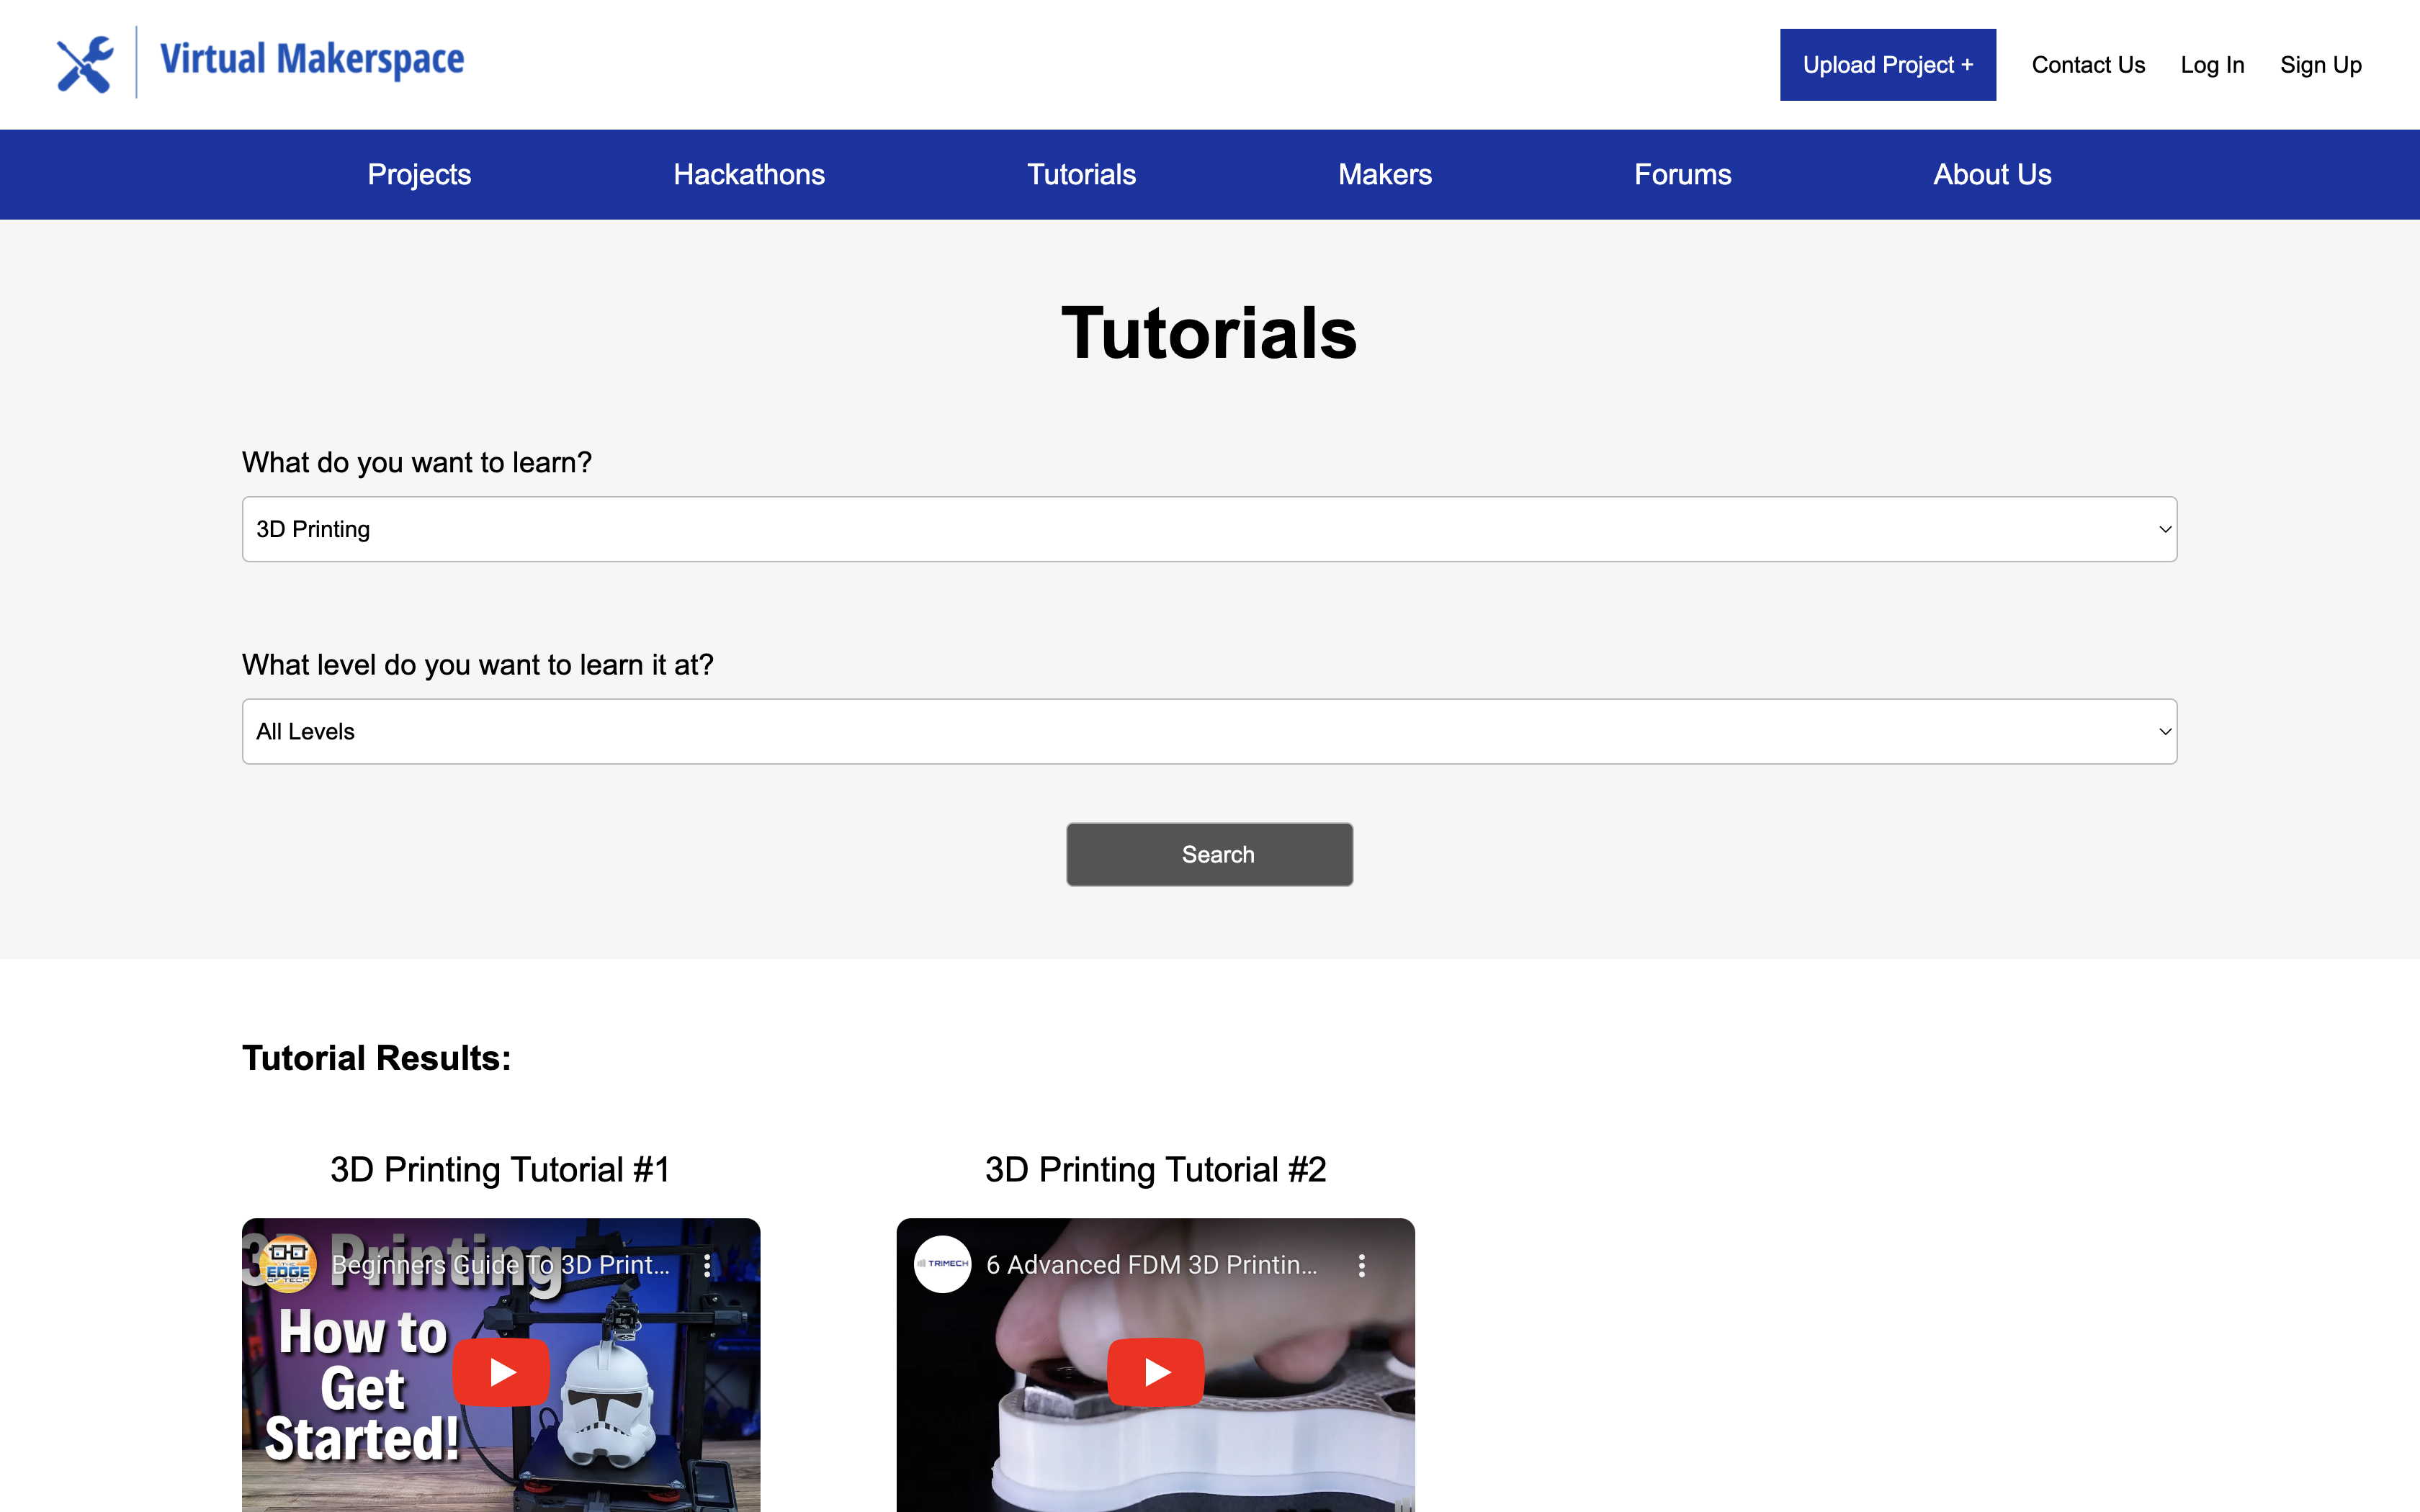 Virtual Makerspace
Upload Project +
Contact Us
Log In
Sign Up
Projects
Hackathons
Tutorials
Makers
Forums
About Us
Tutorials
What do you want to learn?
3D Printing
What level do you want to learn it at?
All Levels
Search
Tutorial Results:
3D Printing Tutorial #1
3D Printing Tutorial #2
3D Printing
THE
EDGE
OF TECH
Beginners Guide To 3D Print...
How to
Get
Started!
TRIMECH
6 Advanced FDM 3D Printin...